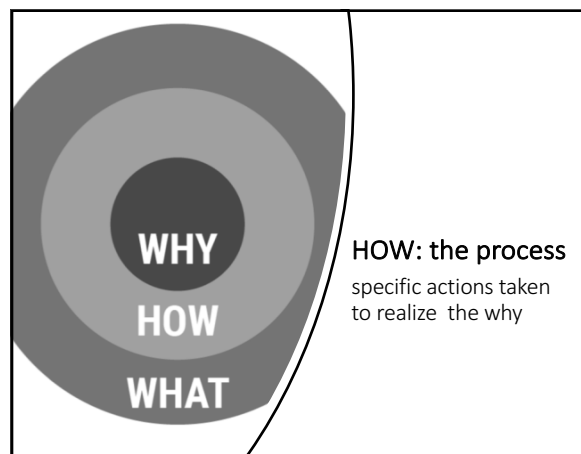 WHY
HOW
WHAT
HOW: the process
specific actions taken
to realize  the why